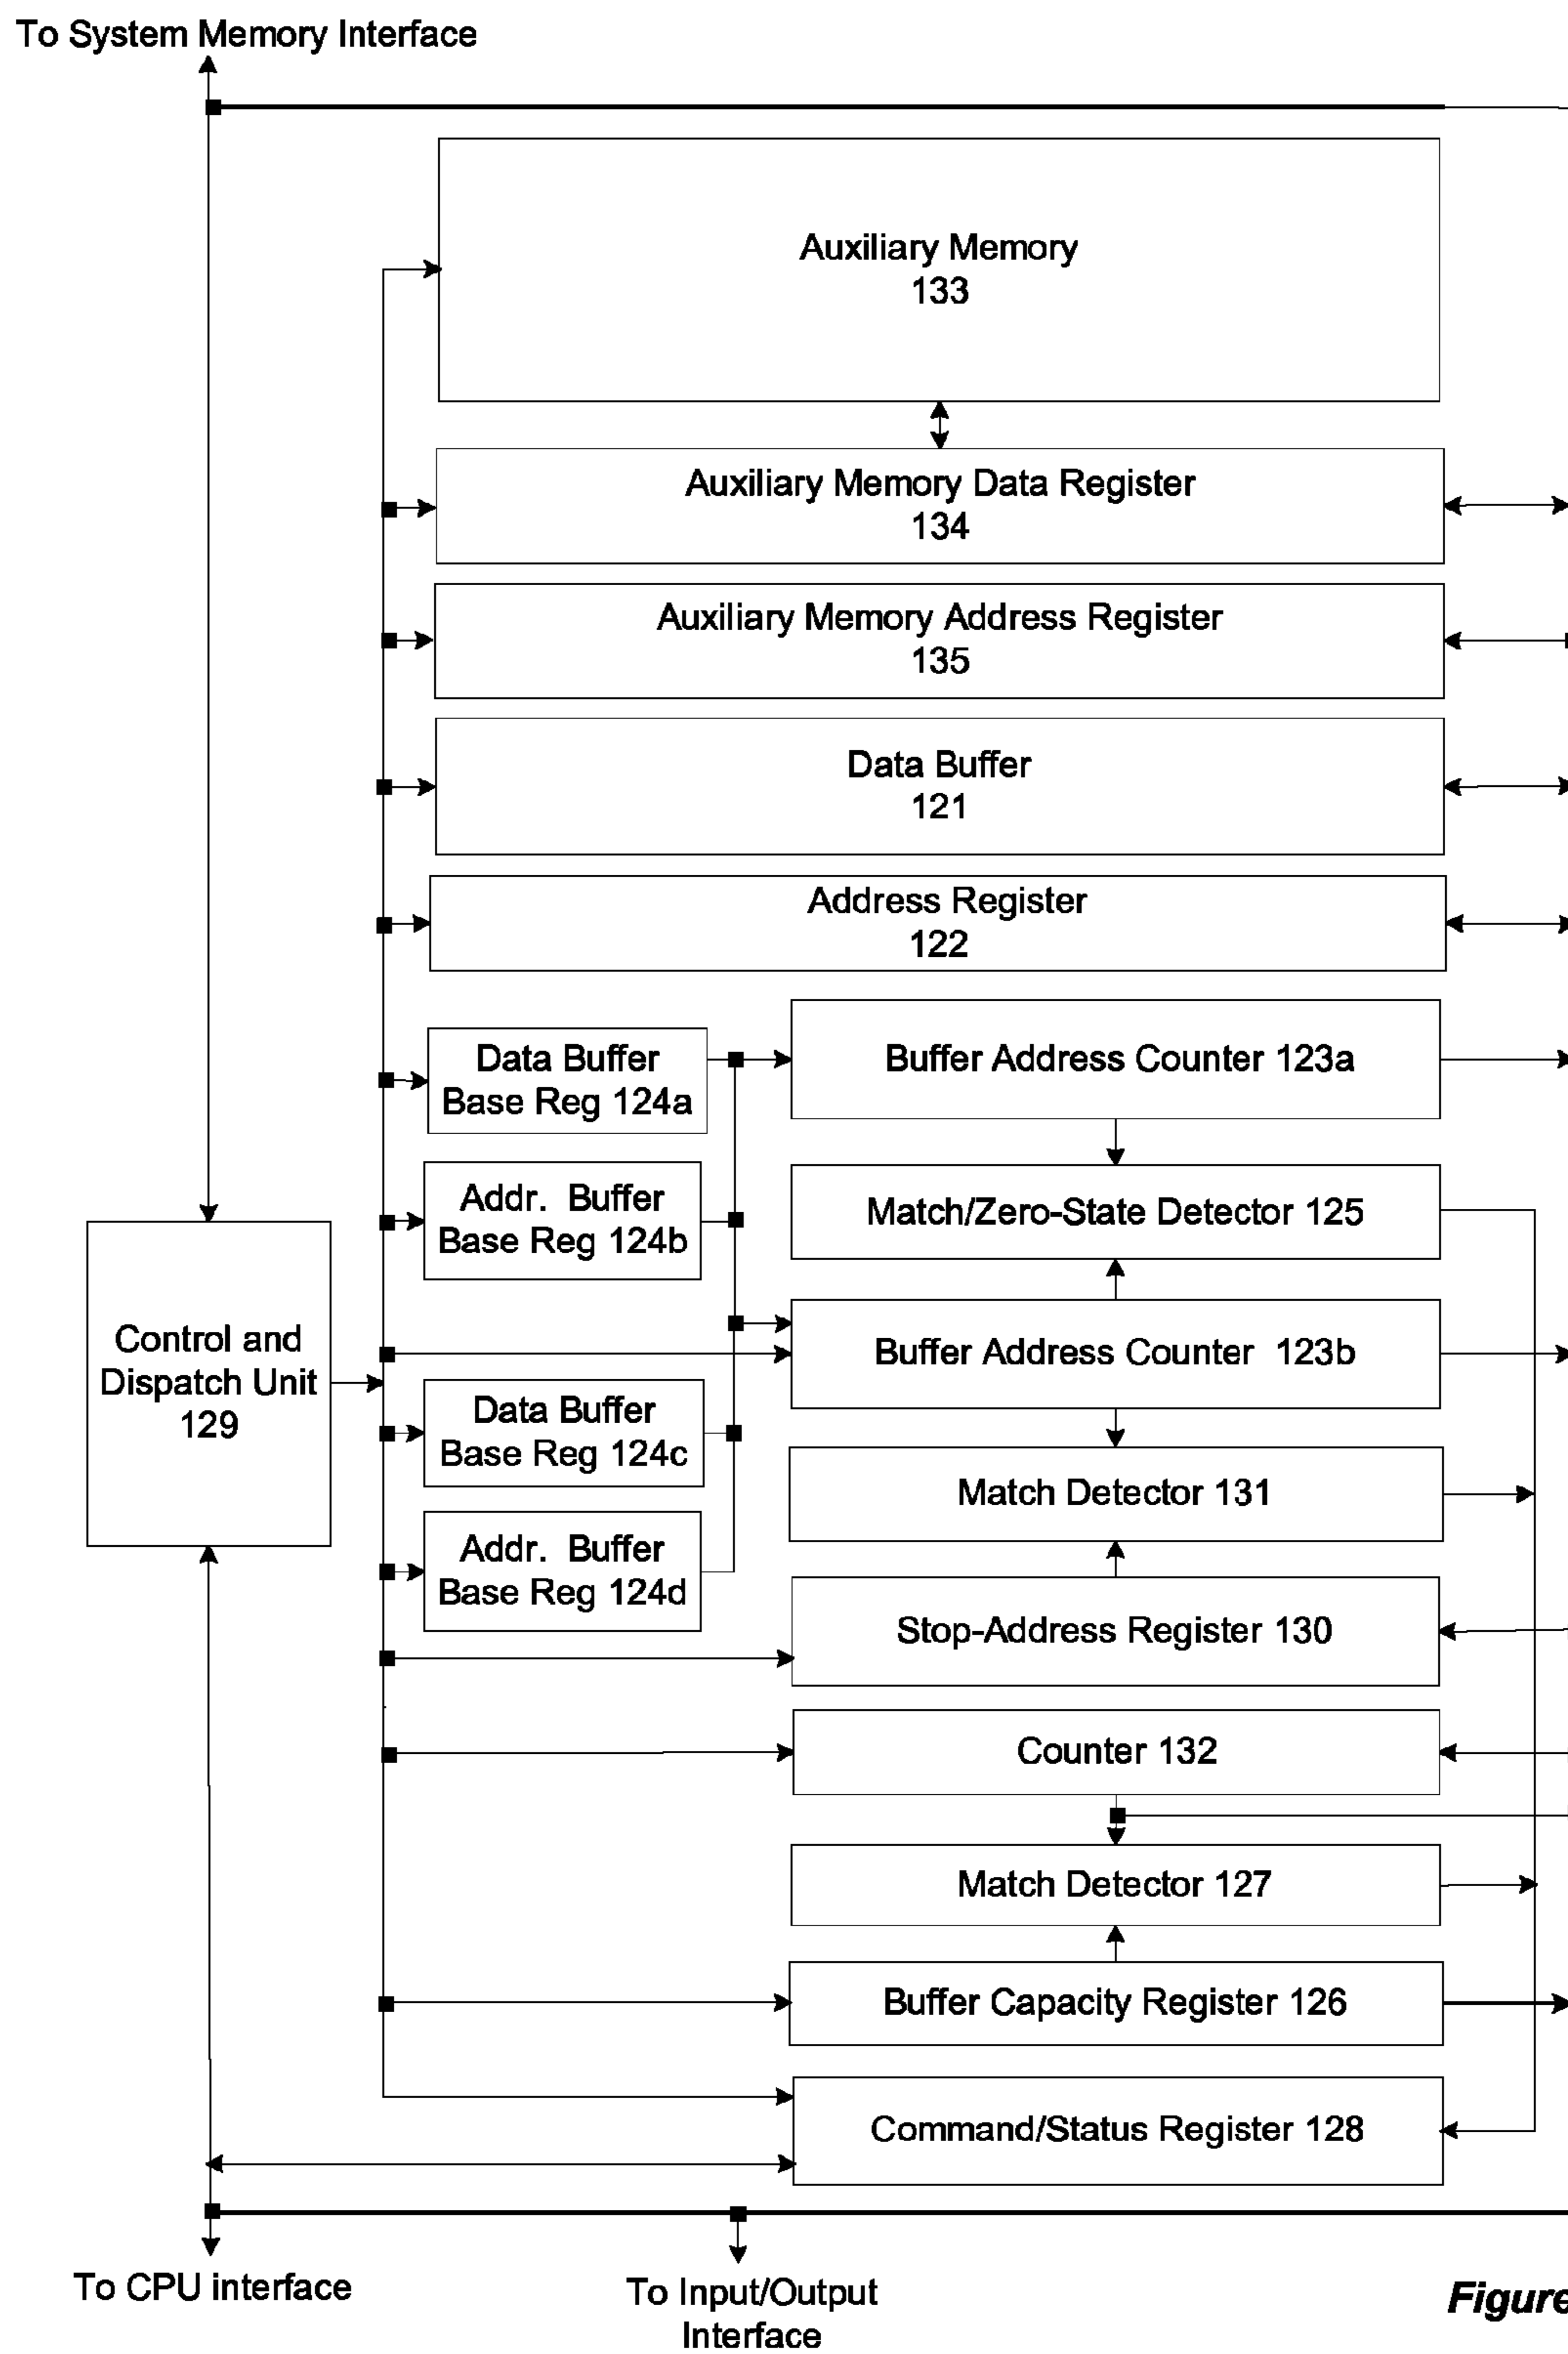 To System Memory Interface
Auxiliary Memory
133
Auxiliary Memory Data Register
134
Auxiliary Memory Address Register
135
Data Buffer
121
Address Register
122
Data Buffer
Base Reg 124a
Buffer Address Counter 123a
Addr. Buffer
Base Reg 124b
Match/Zero-State Detector 125
Control and
Dispatch Unit
129
Buffer Address Counter 123b
Data Buffer
Base Reg 124c
Match Detector 131
Addr. Buffer
Base Reg 124d
Stop-Address Register 130
Counter 132
Match Detector 127
Buffer Capacity Register 126
Command/Status Register 128
To CPU interface
To Input/Output
Interface
Figure